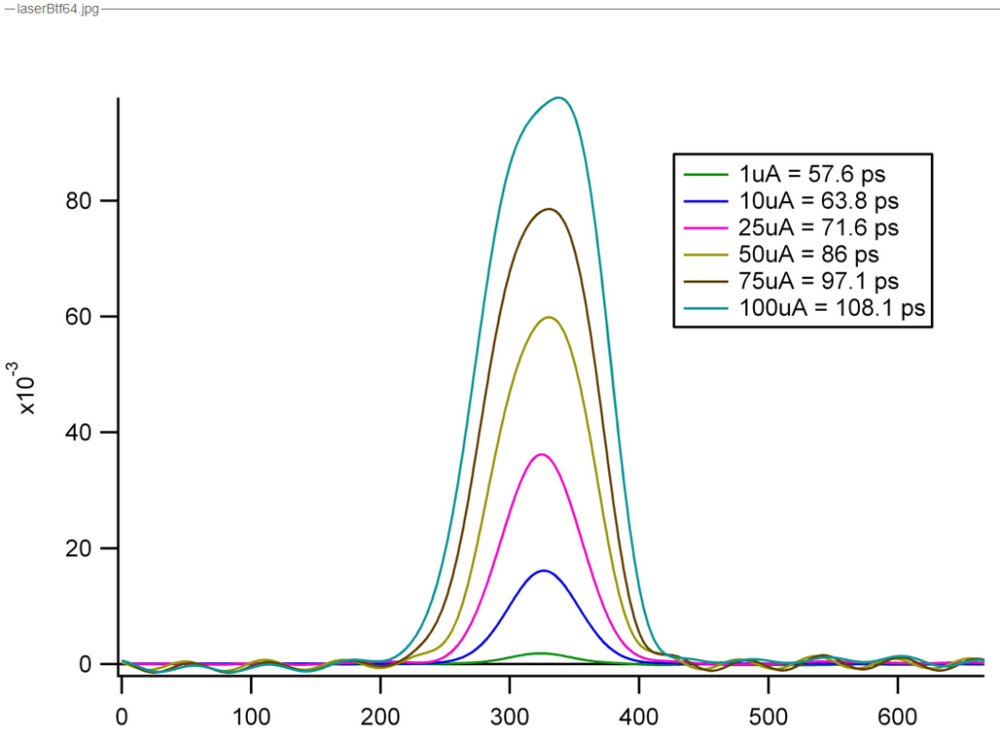 laserBtf64.jpg
1uA = 57.6 ps
10uA = 63.8 ps
25uA = 71.6 ps
50uA = 86 ps
75uA = 97.1 ps
100uA = 108.1 ps
x10-3
80
60
40
20
0
0 100 200 300 400 500 600